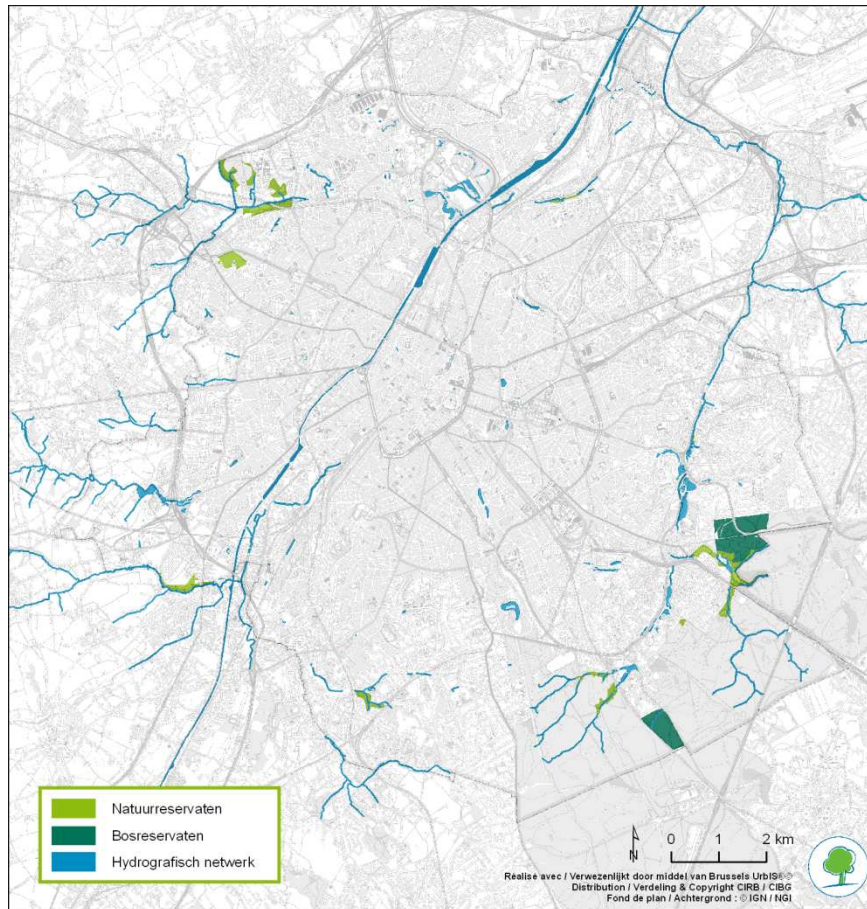 Natuurreservaten
Bosreservaten
Hydrografisch netwerk
N
0 1 2 km
Réalisé avec / Verwezenlijkt door middel van Brussels UrbIS®©
Distribution / Verdeling & Copyright CIRB / CIBG
Fond de plan / Achtergrond : © IGN / NGI